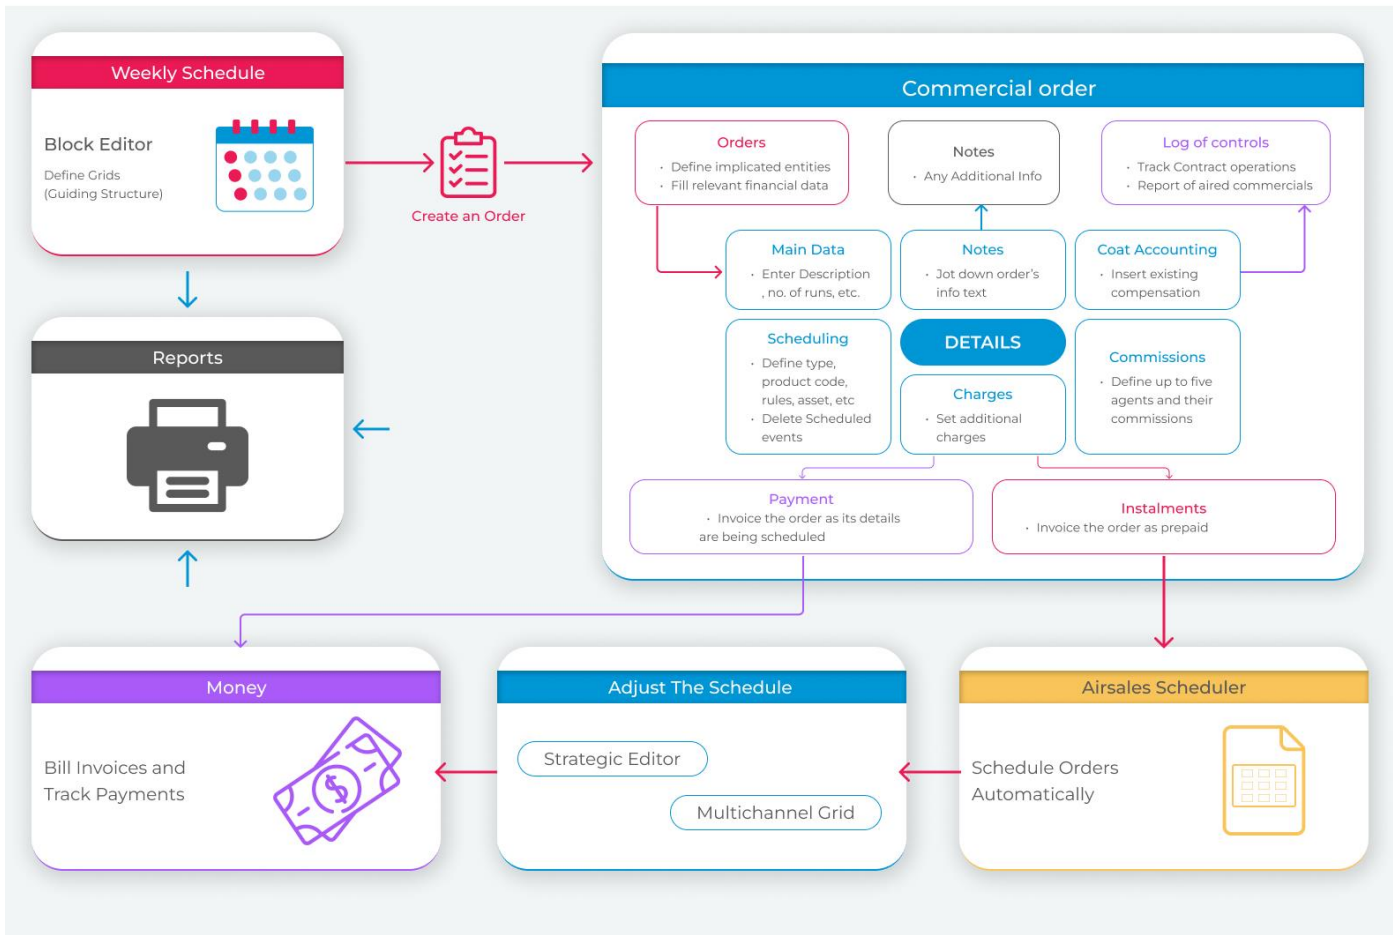 Weekly Schedule
Block Editor
Define Grids
(Guiding Structure)
Create an Order
Commercial order
Orders
· Define implicated entities
· Fill relevant financial data
Notes
· Any Additional Info
Log of controls
· Track Contract operations
· Report of aired commercials
Main Data
· Enter Description
, no. of runs, etc.
Notes
· Jot down order's
info text
Coat Accounting
· Insert existing
compensation
Scheduling
· Define type,
product code,
rules, asset, etc
· Delete Scheduled
events
DETAILS
Charges
· Set additional
charges
Commissions
· Define up to five
agents and their
commissions
Payment
· Invoice the order as its details
are being scheduled
Instalments
· Invoice the order as prepaid
Reports
Money
Bill Invoices and
Track Payments
$
Adjust The Schedule
Strategic Editor
Multichannel Grid
Airsales Scheduler
Schedule Orders
Automatically